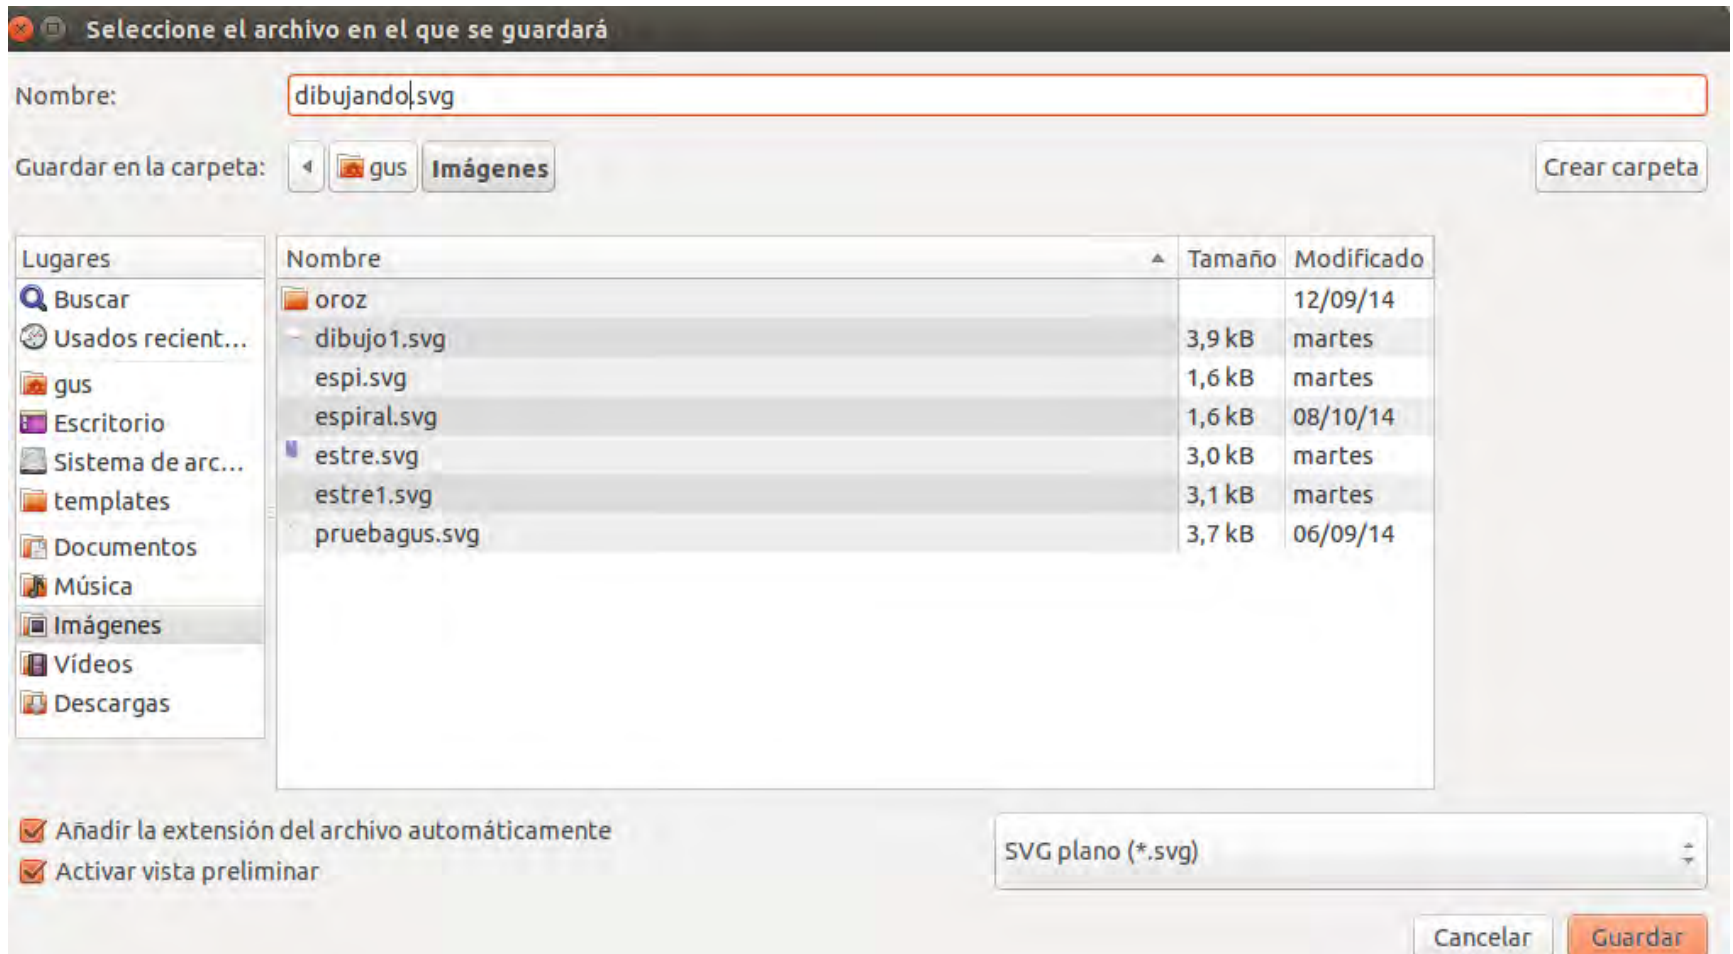 Seleccione el archivo en el que se guardará
Nombre: dibujando.svg
Guardar en la carpeta: gus Imágenes Crear carpeta
Lugares Nombre Tamaño Modificado
Buscar oroz 12/09/14
Usados recient... dibujo1.svg 3,9 kB martes
gus espi.svg 1,6 kB martes
Escritorio espiral.svg 1,6 kB 08/10/14
Sistema de arc... estre.svg 3,0 kB martes
templates estre1.svg 3,1 kB martes
Documentos pruebagus.svg 3,7 kB 06/09/14
Música
Imágenes
Vídeos
Descargas
Añadir la extensión del archivo automáticamente
SVG plano (*.svg)
Activar vista preliminar
Cancelar Guardar